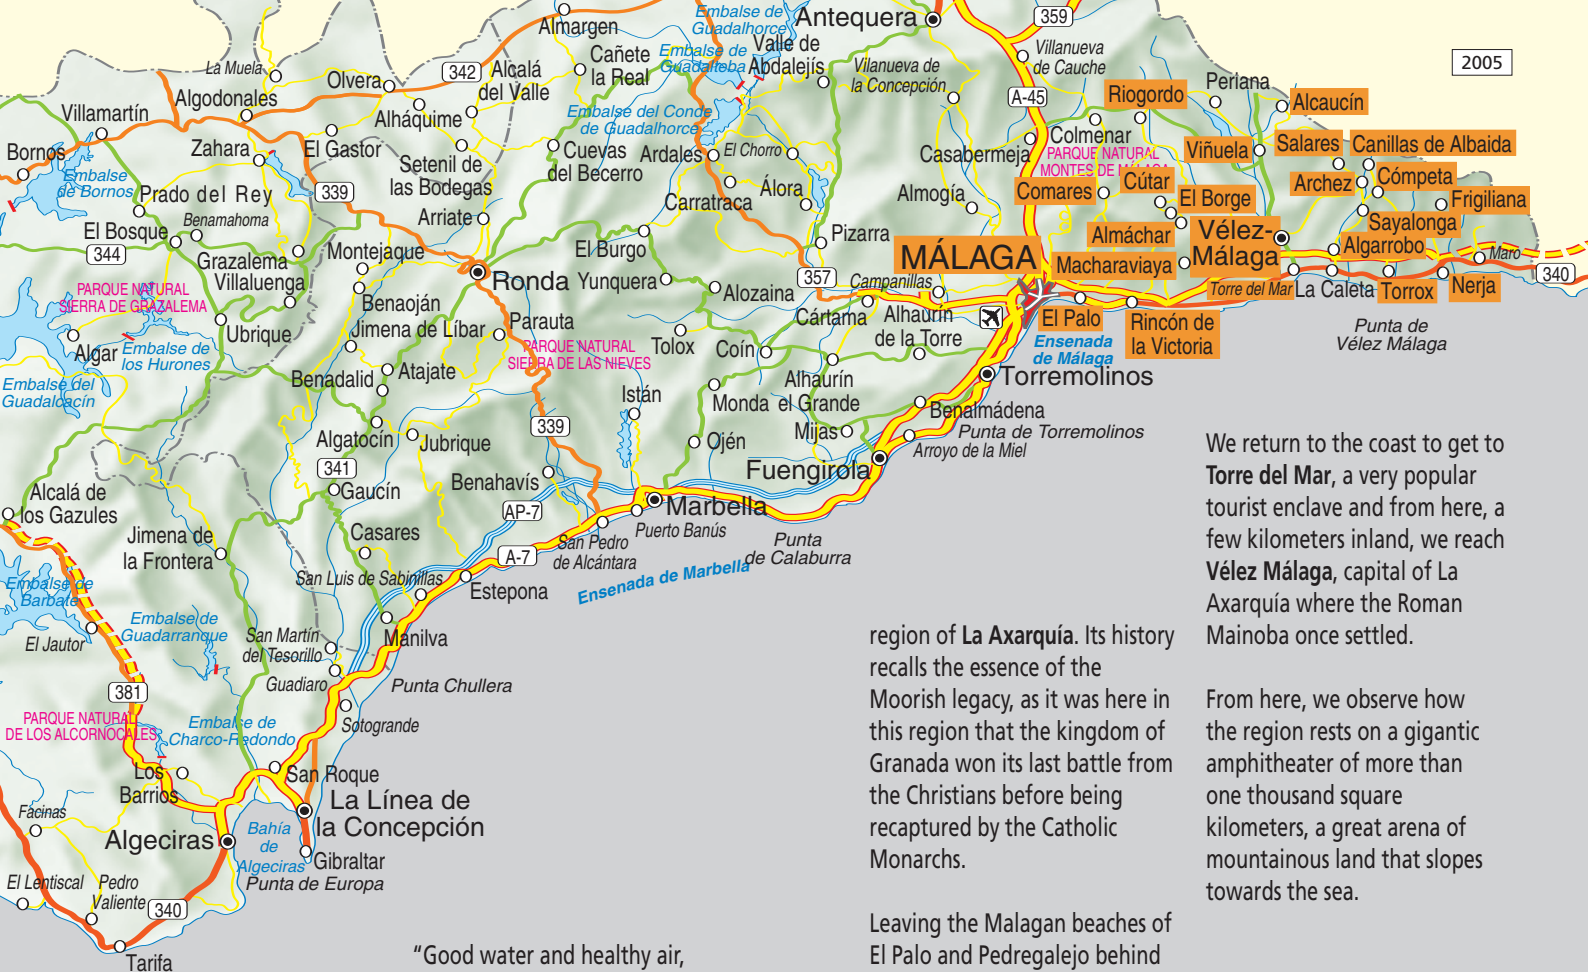 Almargen
Embalse de
Guadalhorce
Antequera
359
2005
La Muela
Olvera
342
Alcalá
del Valle
Cañete
la Real
Embalse de
Guadalteba
Valle de
Abdalejís
Vilanueva de
la Concepción
Villanueva
de Cauche
A-45
Riogordo
Periana
Alcaucín
Villamartín
Algodonales
Alháquime
Embalse del Conde
de Guadalhorce
Colmenar
Bornos
Embalse
de Bornos
Zahara
El Gastor
Setenil de
las Bodegas
Cuevas
del Becerro
Ardales
El Chorro
Casabermeja
PARQUE NATURAL
MONTES DE MÁLAGA
Viñuela
Salares
Canillas de Albaida
Prado del Rey
339
Arriate
Carratraca
Álora
Almogía
Comares
Cútar
El Borge
Archez
Cómpeta
Frigiliana
Benamahoma
El Bosque
344
Grazalema
Villaluenga
Montejaque
El Burgo
Pizarra
Almáchar
Vélez-
Málaga
Sayalonga
Algarrobo
Maro
340
PARQUE NATURAL
SIERRA DE GRAZALEMA
Benaoján
Ronda
Yunquera
Alozaina
357
Campanillas
MÁLAGA
Macharaviaya
Torre del Mar
La Caleta
Torrox
Nerja
Ubrique
Jimena de Líbar
Parauta
PARQUE NATURAL
SIERRA DE LAS NIEVES
Tolox
Coín
Cártama
Alhaurín
de la Torre
El Palo
Rincón de
la Victoria
Ensenada
de Málaga
Punta de
Vélez Málaga
Algar
Embalse de
los Hurones
Embalse del
Guadalcacín
Benadalid
Atajate
Istán
Monda
Alhaurín
el Grande
Torremolinos
Benalmádena
Punta de Torremolinos
Arroyo de la Miel
Algatocín
Jubrique
339
Ojén
Mijas
Fuengirola
341
Gaucín
Benahavís
Marbella
Puerto Banús
Punta
de Calaburra
Alcalá de
los Gazules
Jimena de
la Frontera
Casares
AP-7
A-7
San Pedro
de Alcántara
Ensenada de Marbella
San Luis de Sabinillas
Estepona
Embalse de
Barbate
El Jautor
Embalse de
Guadarranque
San Martín
del Tesorillo
Manilva
Guadiaro
Punta Chullera
381
PARQUE NATURAL
DE LOS ALCORNOCALES
Embalse de
Charco-Redondo
Sotogrande
Los
Barrios
San Roque
La Línea de
la Concepción
Facinas
Algeciras
Bahía
de
Algeciras
Gibraltar
Punta de Europa
El Lentiscal
Pedro
Valiente
340
Tarifa
“Good water and healthy air,
region of La Axarquía. Its history
recalls the essence of the
Moorish legacy, as it was here in
this region that the kingdom of
Granada won its last battle from
the Christians before being
recaptured by the Catholic
Monarchs.
Leaving the Malagan beaches of
El Palo and Pedregalejo behind
We return to the coast to get to
Torre del Mar, a very popular
tourist enclave and from here, a
few kilometers inland, we reach
Vélez Málaga, capital of La
Axarquía where the Roman
Mainoba once settled.
From here, we observe how
the region rests on a gigantic
amphitheater of more than
one thousand square
kilometers, a great arena of
mountainous land that slopes
towards the sea.